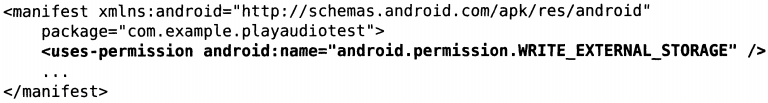 <manifest xmlns:android="http://schemas.android.com/apk/res/android"
    package="com.example.playaudiotest">
    <uses-permission android:name="android.permission.WRITE_EXTERNAL_STORAGE" />
    ...
</manifest>